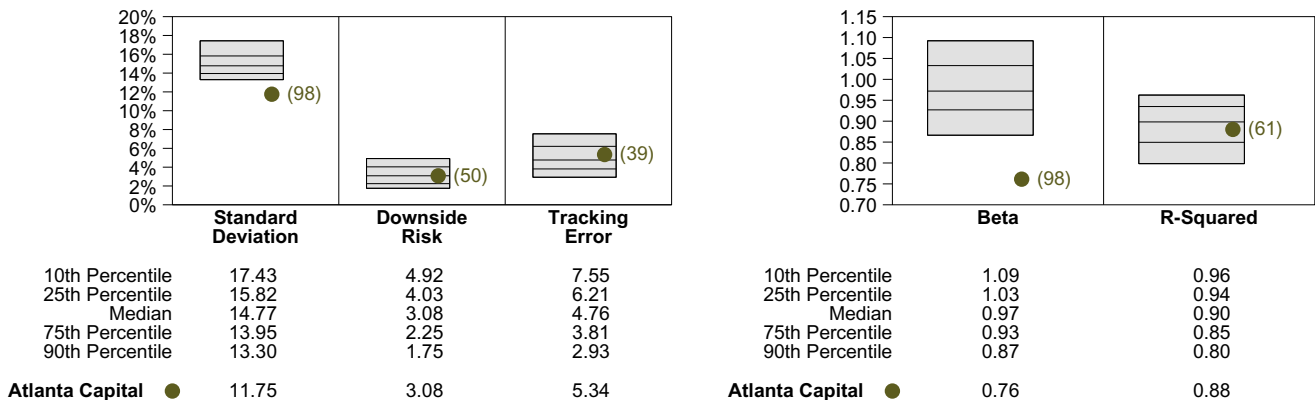 20%
18%
16%
14%
12%
10%
8%
6%
4%
2%
0%
(98)
(50)
(39)
Standard Deviation
Downside Risk
Tracking Error
10th Percentile 17.43 4.92 7.55
25th Percentile 15.82 4.03 6.21
Median 14.77 3.08 4.76
75th Percentile 13.95 2.25 3.81
90th Percentile 13.30 1.75 2.93
Atlanta Capital 11.75 3.08 5.34
1.15
1.10
1.05
1.00
0.95
0.90
0.85
0.80
0.75
0.70
(98)
(61)
Beta
R-Squared
10th Percentile 1.09 0.96
25th Percentile 1.03 0.94
Median 0.97 0.90
75th Percentile 0.93 0.85
90th Percentile 0.87 0.80
Atlanta Capital 0.76 0.88